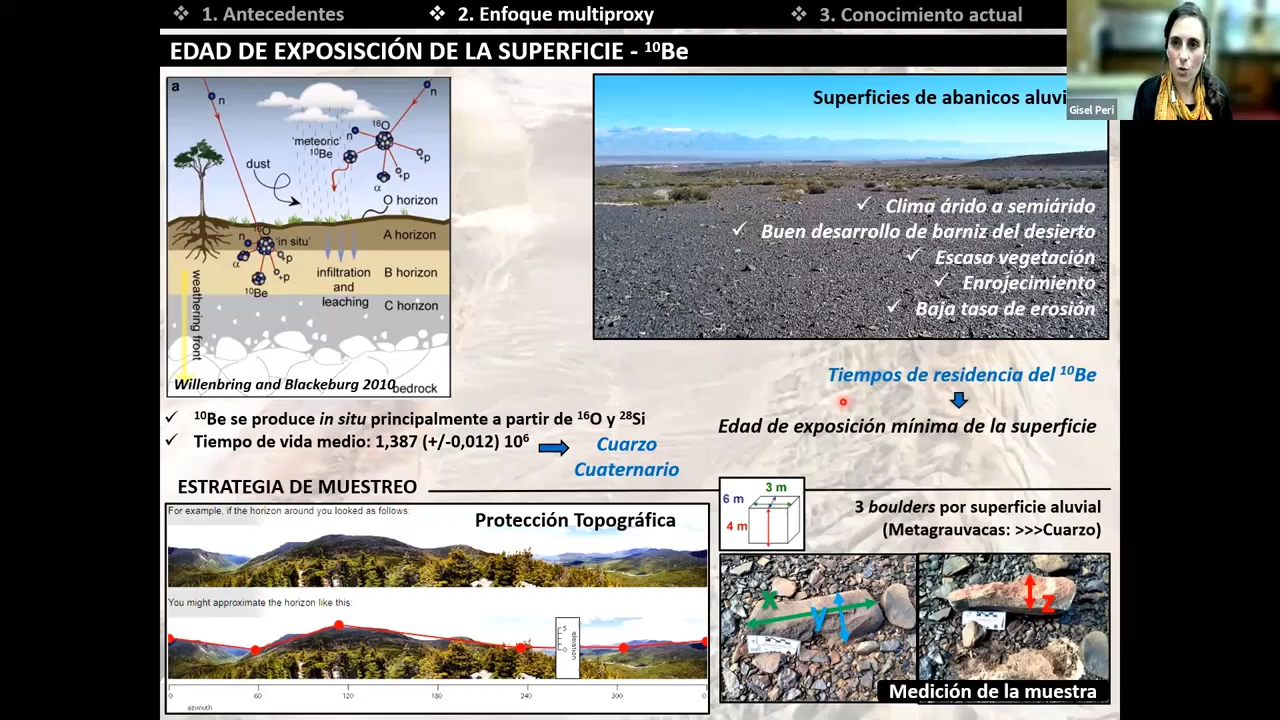 ❖ 1. Antecedentes
❖ 2. Enfoque multiproxy
❖ 3. Conocimiento actual
EDAD DE EXPOSISCIÓN DE LA SUPERFICIE - ¹⁰Be
Gisel Peri
a
n
n
¹⁶O
n
'meteoric'
¹⁰Be
+p
+p
α
dust
O horizon
A horizon
¹⁶O
n
'in situ'
+p
α
+p
¹⁰Be
B horizon
infiltration
and
leaching
C horizon
weathering front
bedrock
Willenbring and Blackeburg 2010
Superficies de abanicos aluvi
✓ Clima árido a semiárido
✓ Buen desarrollo de barniz del desierto
✓ Escasa vegetación
✓ Enrojecimiento
✓ Baja tasa de erosión
✓ ¹⁰Be se produce in situ principalmente a partir de ¹⁶O y ²⁸Si
✓ Tiempo de vida medio: 1,387 (+/-0,012) 10⁶
Cuarzo
Cuaternario
Tiempos de residencia del ¹⁰Be
Edad de exposición mínima de la superficie
ESTRATEGIA DE MUESTREO
For example, if the horizon around you looked as follows:
Protección Topográfica
You might approximate the horizon like this:
5
0
elevation
0
60
120
180
240
300
azimuth
3 m
6 m
4 m
3 boulders por superficie aluvial
(Metagrauvacas: >>>Cuarzo)
X
y
z
Medición de la muestra